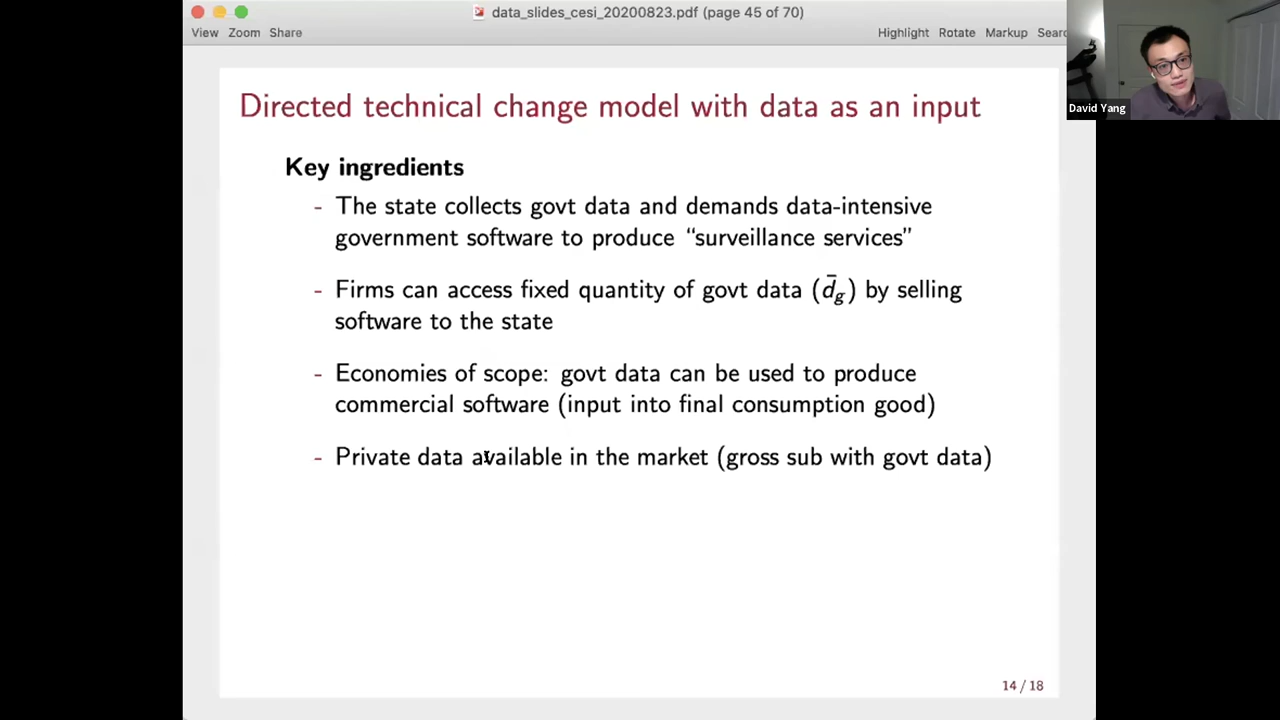 data_slides_cesi_20200823.pdf (page 45 of 70)
View Zoom Share
Highlight Rotate Markup Sear
David Yang
Directed technical change model with data as an input
Key ingredients
- The state collects govt data and demands data-intensive
government software to produce “surveillance services”
- Firms can access fixed quantity of govt data (d̄g) by selling
software to the state
- Economies of scope: govt data can be used to produce
commercial software (input into final consumption good)
- Private data available in the market (gross sub with govt data)
14 / 18